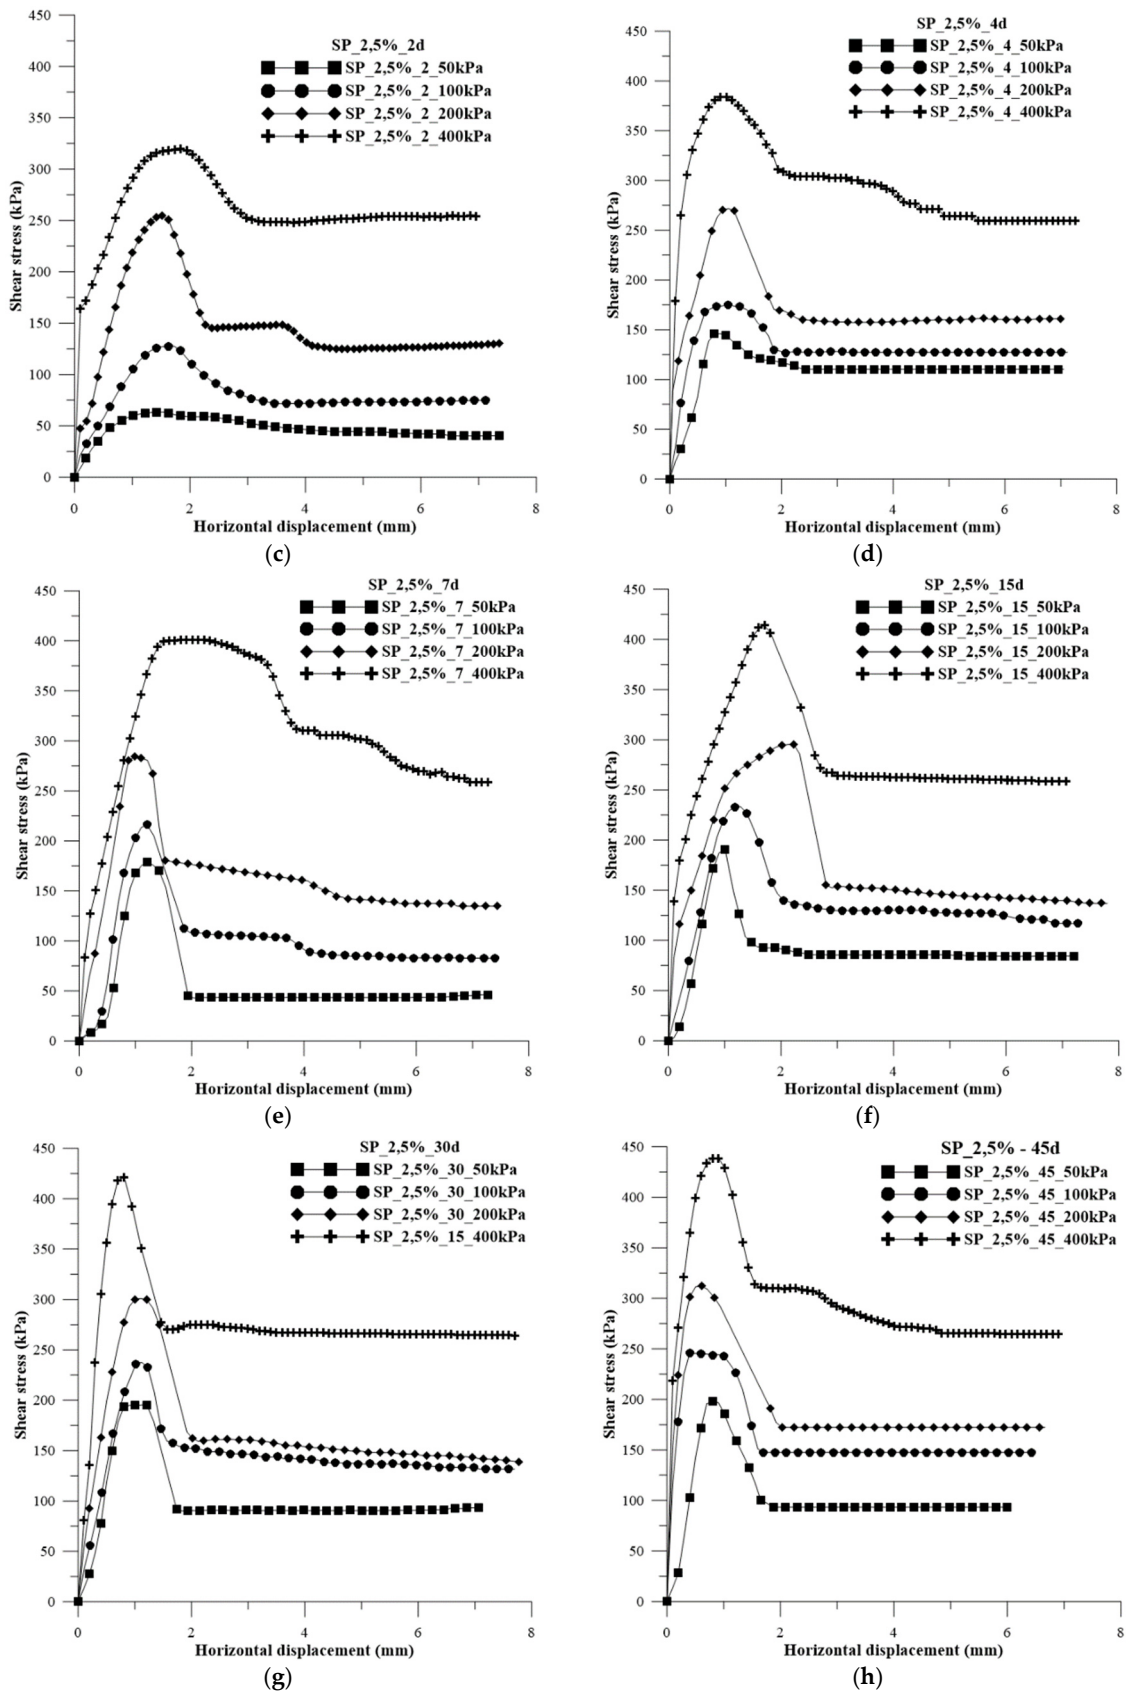 SP_2,5%_2d
SP_2,5%_2_50kPa
SP_2,5%_2_100kPa
SP_2,5%_2_200kPa
SP_2,5%_2_400kPa
450
400
350
300
250
200
150
100
50
0
Shear stress (kPa)
0 2 4 6 8
Horizontal displacement (mm)
(c)
SP_2,5%_4d
SP_2,5%_4_50kPa
SP_2,5%_4_100kPa
SP_2,5%_4_200kPa
SP_2,5%_4_400kPa
450
400
350
300
250
200
150
100
50
0
Shear stress (kPa)
0 2 4 6 8
Horizontal displacement (mm)
(d)
SP_2,5%_7d
SP_2,5%_7_50kPa
SP_2,5%_7_100kPa
SP_2,5%_7_200kPa
SP_2,5%_7_400kPa
450
400
350
300
250
200
150
100
50
0
Shear stress (kPa)
0 2 4 6 8
Horizontal displacement (mm)
(e)
SP_2,5%_15d
SP_2,5%_15_50kPa
SP_2,5%_15_100kPa
SP_2,5%_15_200kPa
SP_2,5%_15_400kPa
450
400
350
300
250
200
150
100
50
0
Shear stress (kPa)
0 2 4 6 8
Horizontal displacement (mm)
(f)
SP_2,5%_30d
SP_2,5%_30_50kPa
SP_2,5%_30_100kPa
SP_2,5%_30_200kPa
SP_2,5%_15_400kPa
450
400
350
300
250
200
150
100
50
0
Shear stress (kPa)
0 2 4 6 8
Horizontal displacement (mm)
(g)
SP_2,5% - 45d
SP_2,5%_45_50kPa
SP_2,5%_45_100kPa
SP_2,5%_45_200kPa
SP_2,5%_45_400kPa
450
400
350
300
250
200
150
100
50
0
Shear stress (kPa)
0 2 4 6 8
Horizontal displacement (mm)
(h)